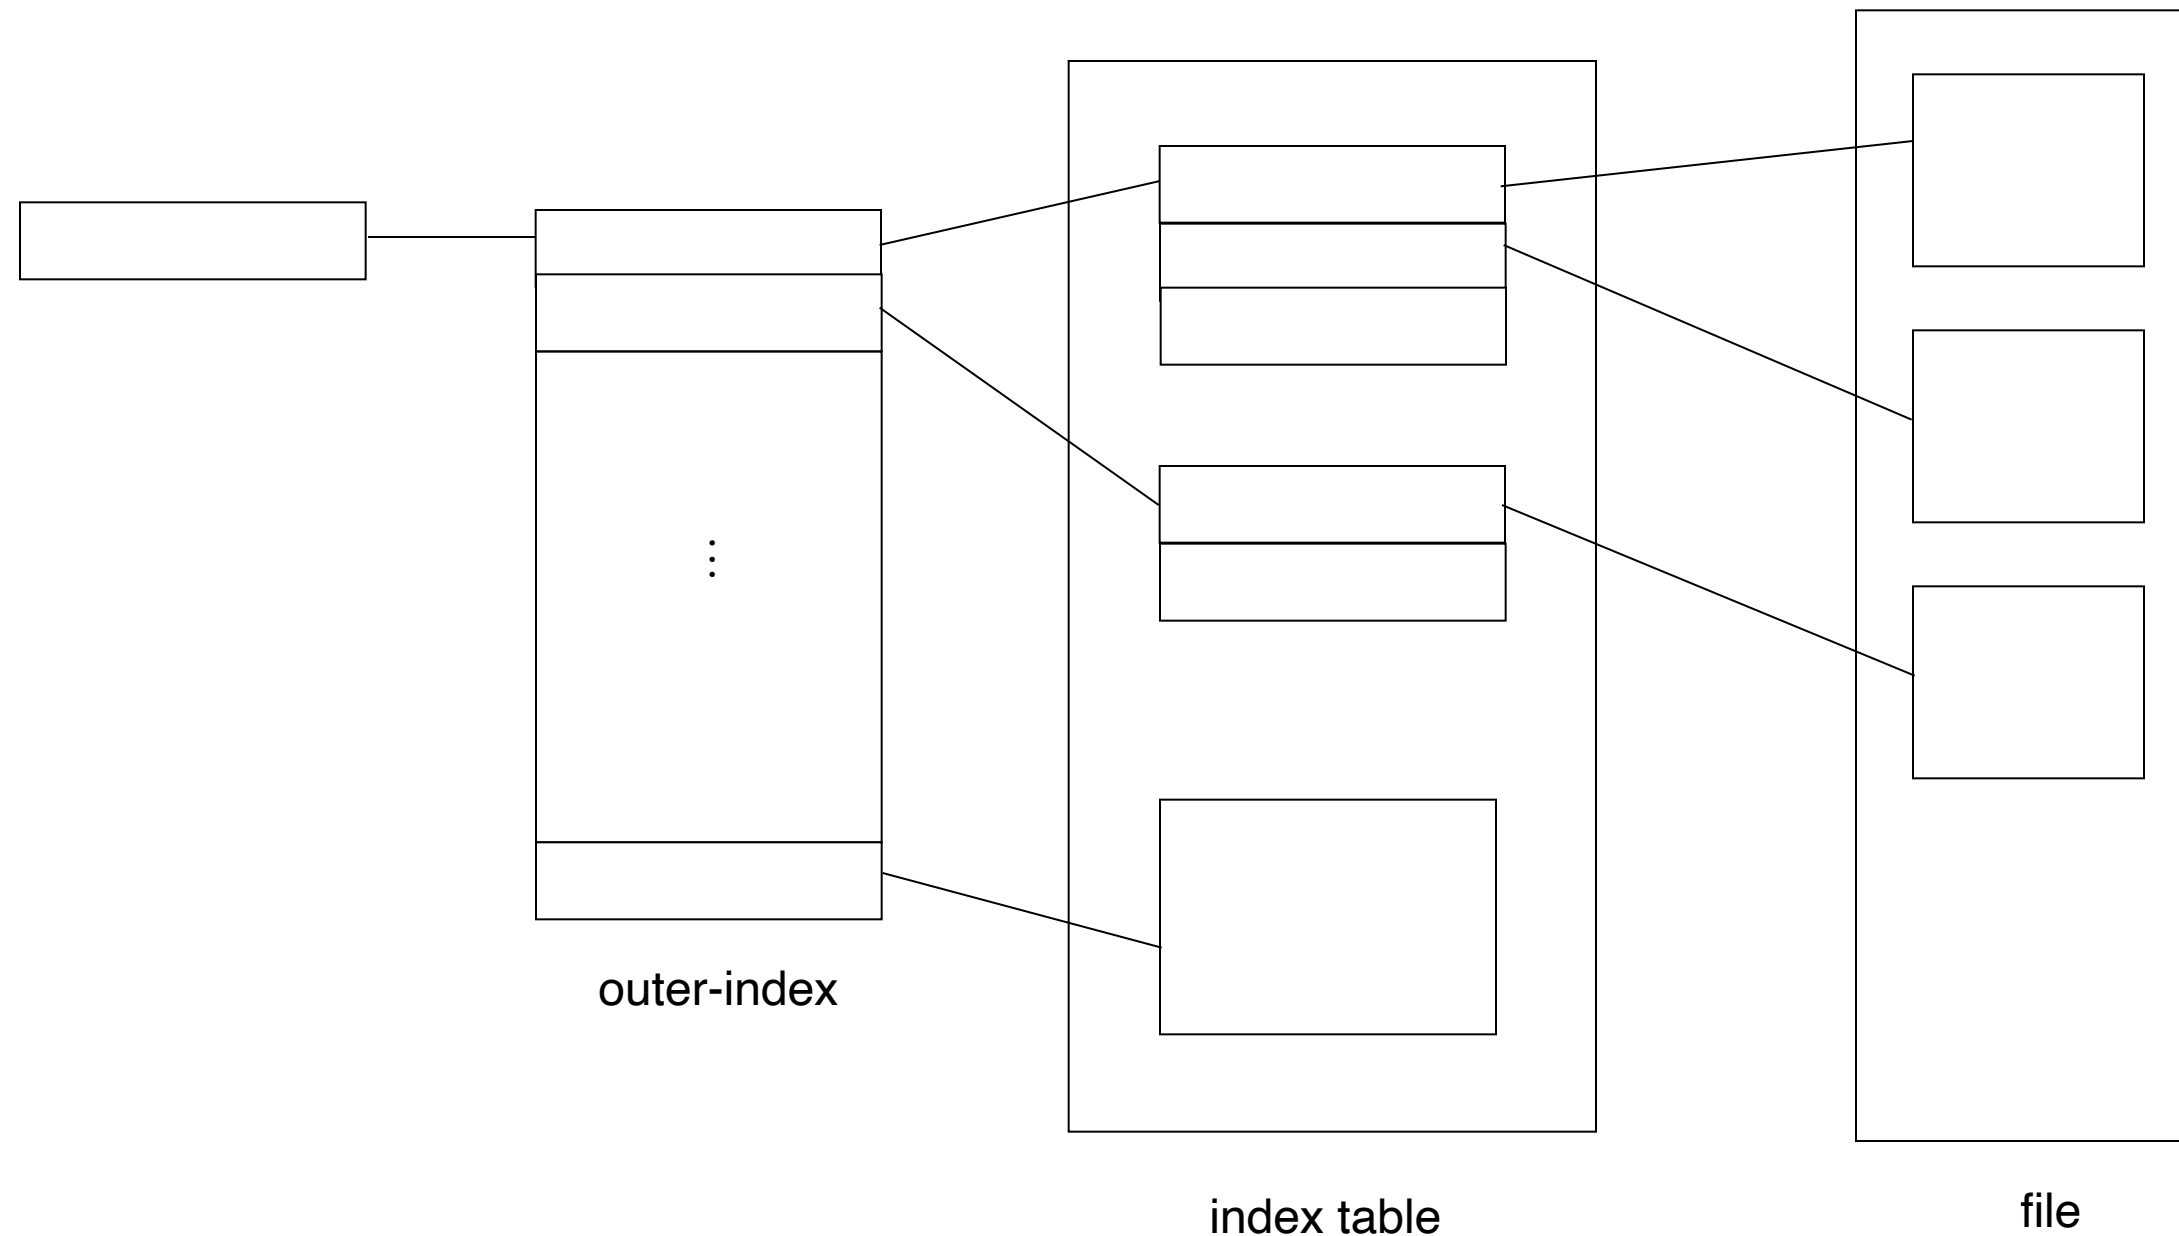 ⋮
outer-index
index table
file